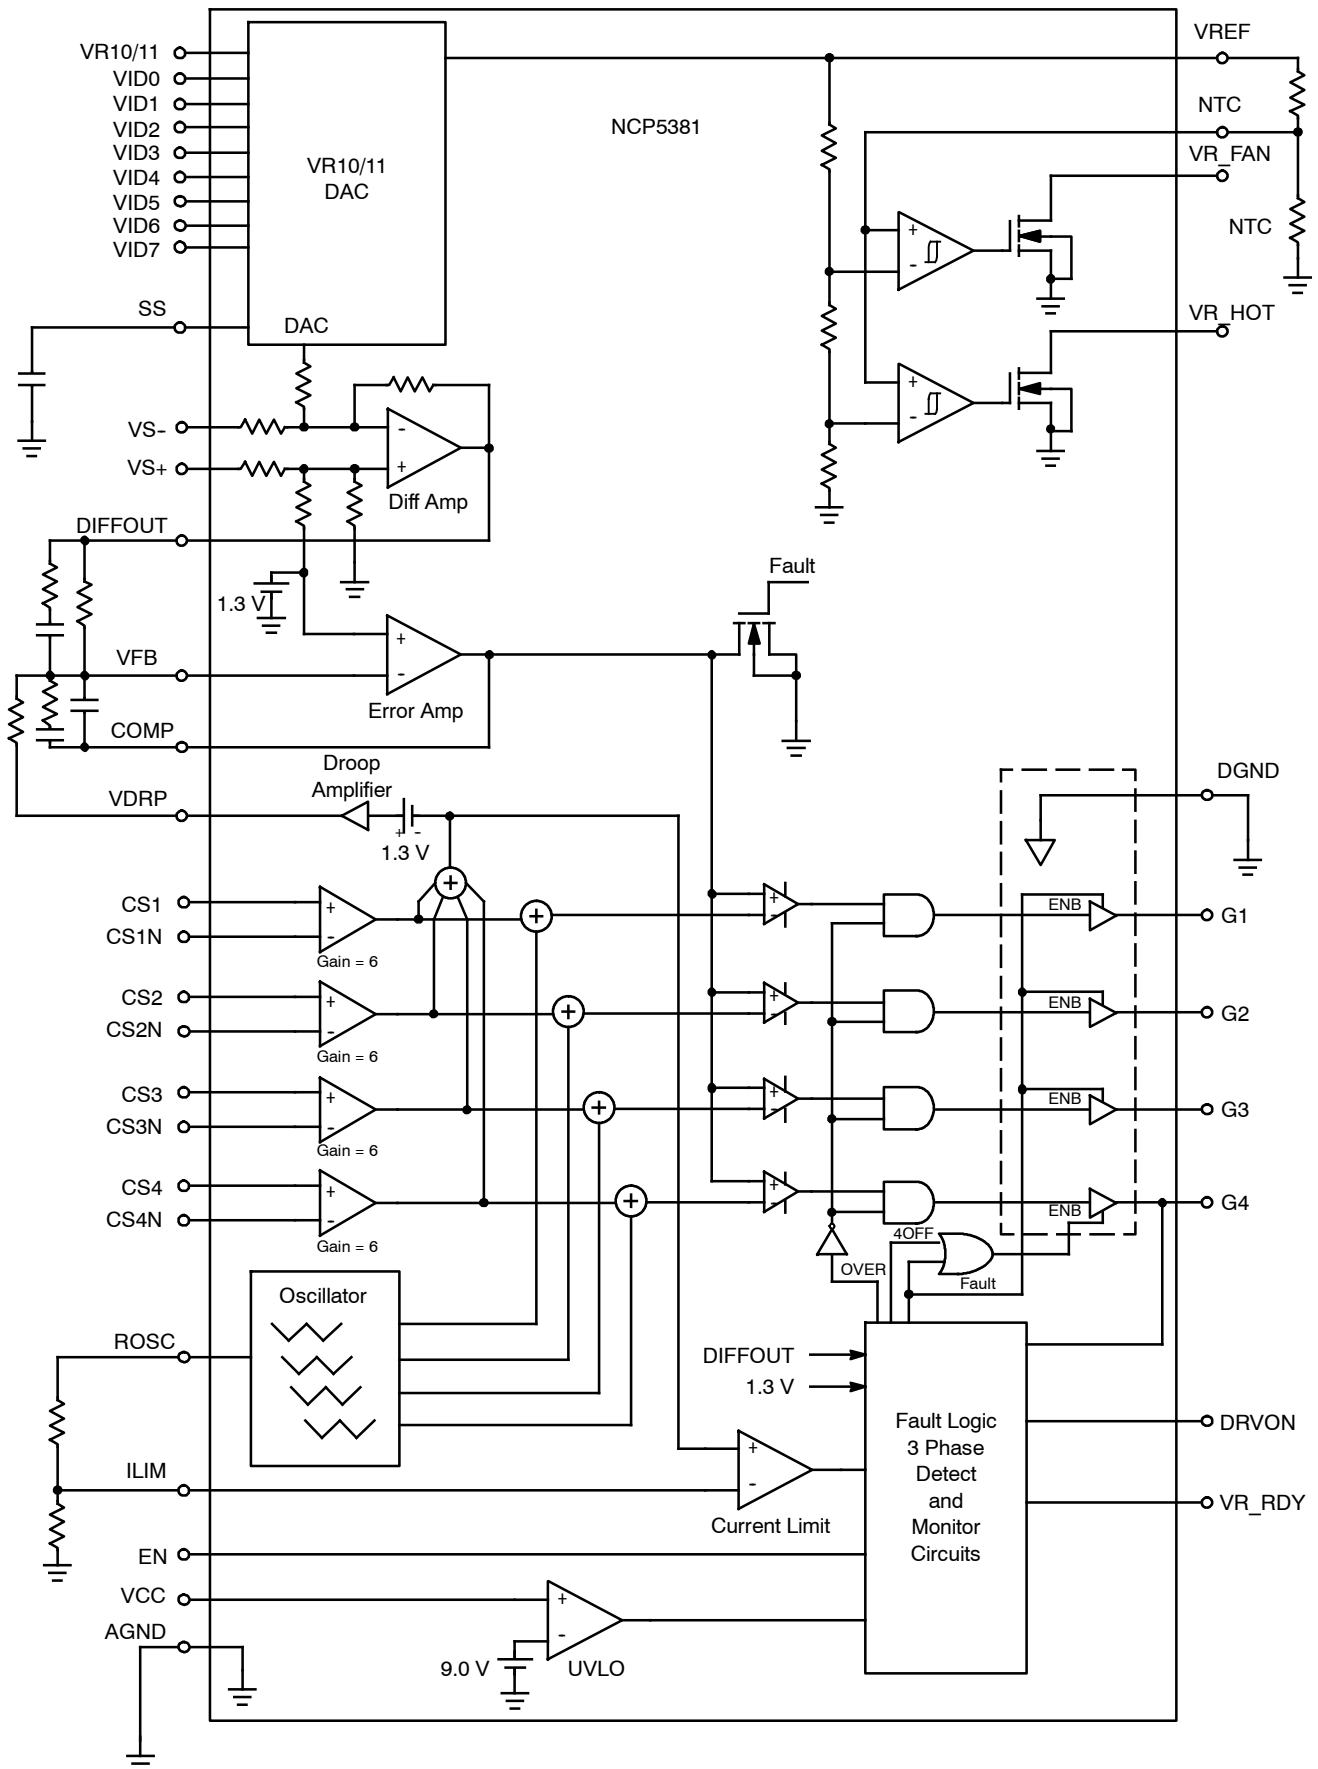 VREF
VR10/11
VID0
VID1
VID2
VID3
VID4
VID5
VID6
VID7
VR10/11
DAC
NCP5381
NTC
VR_FAN
NTC
+
-
SS
DAC
VR_HOT
+
-
VS-
VS+
-
+
Diff Amp
DIFFOUT
1.3 V
Fault
VFB
+
-
Error Amp
COMP
Droop
Amplifier
VDRP
+ -
1.3 V
DGND
+
CS1
CS1N
+
-
Gain = 6
+
+
-
ENB
G1
CS2
CS2N
+
-
Gain = 6
+
+
-
ENB
G2
CS3
CS3N
+
-
Gain = 6
+
+
-
ENB
G3
CS4
CS4N
+
-
Gain = 6
+
+
-
ENB
G4
4OFF
OVER
Fault
Oscillator
ROSC
DIFFOUT
1.3 V
Fault Logic
3 Phase
Detect
and
Monitor
Circuits
DRVON
ILIM
+
-
Current Limit
VR_RDY
EN
VCC
AGND
+
-
9.0 V
UVLO